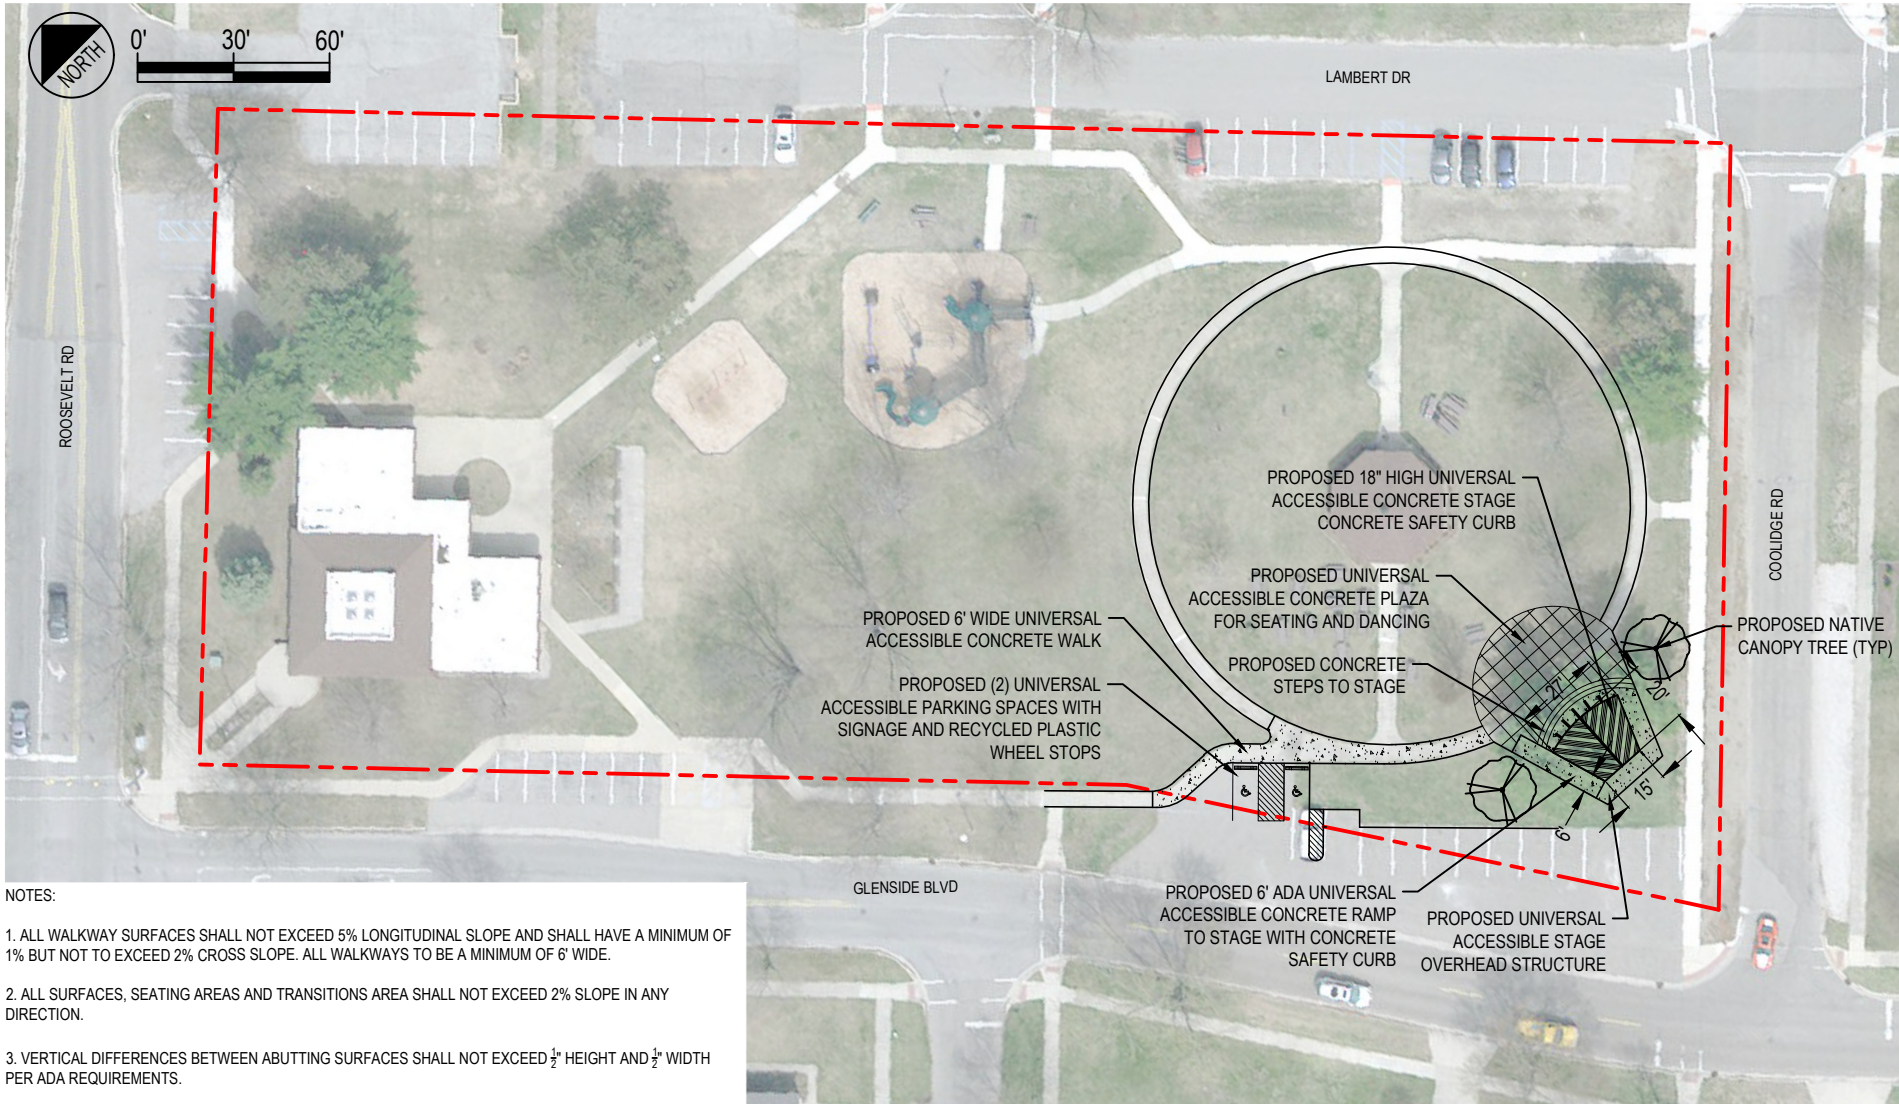 NORTH
0' 30' 60'
LAMBERT DR
ROOSEVELT RD
COOLIDGE RD
GLENSIDE BLVD
PROPOSED 18" HIGH UNIVERSAL
ACCESSIBLE CONCRETE STAGE
CONCRETE SAFETY CURB
PROPOSED UNIVERSAL
ACCESSIBLE CONCRETE PLAZA
FOR SEATING AND DANCING
PROPOSED CONCRETE
STEPS TO STAGE
PROPOSED 6' WIDE UNIVERSAL
ACCESSIBLE CONCRETE WALK
PROPOSED (2) UNIVERSAL
ACCESSIBLE PARKING SPACES WITH
SIGNAGE AND RECYCLED PLASTIC
WHEEL STOPS
PROPOSED NATIVE
CANOPY TREE (TYP)
27'
20'
15'
6'
PROPOSED 6' ADA UNIVERSAL
ACCESSIBLE CONCRETE RAMP
TO STAGE WITH CONCRETE
SAFETY CURB
PROPOSED UNIVERSAL
ACCESSIBLE STAGE
OVERHEAD STRUCTURE
NOTES:
1. ALL WALKWAY SURFACES SHALL NOT EXCEED 5% LONGITUDINAL SLOPE AND SHALL HAVE A MINIMUM OF
1% BUT NOT TO EXCEED 2% CROSS SLOPE. ALL WALKWAYS TO BE A MINIMUM OF 6' WIDE.
2. ALL SURFACES, SEATING AREAS AND TRANSITIONS AREA SHALL NOT EXCEED 2% SLOPE IN ANY
DIRECTION.
3. VERTICAL DIFFERENCES BETWEEN ABUTTING SURFACES SHALL NOT EXCEED ½" HEIGHT AND ½" WIDTH
PER ADA REQUIREMENTS.